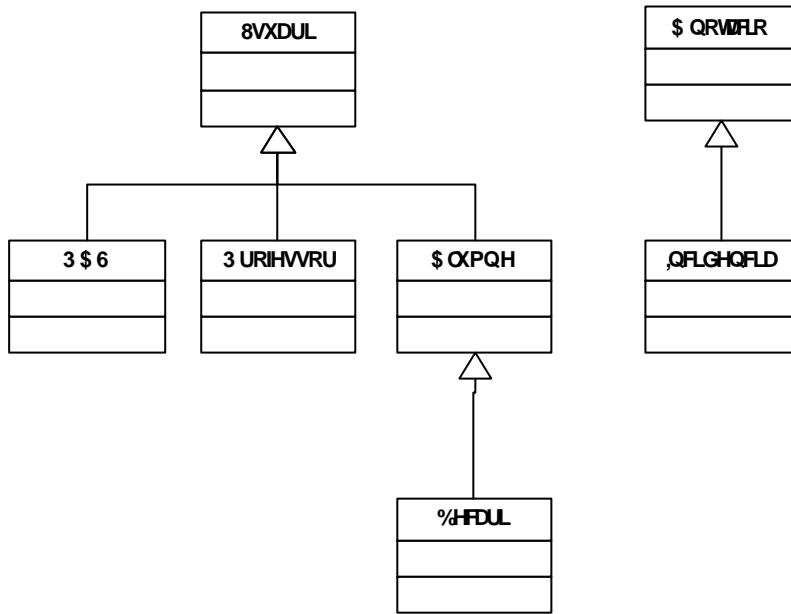 8VXDUL
$ QRWDFLR
3 $ 6
3 URIHVVRU
$ OXPQH
,QFLGHQFLD
%HFDUL